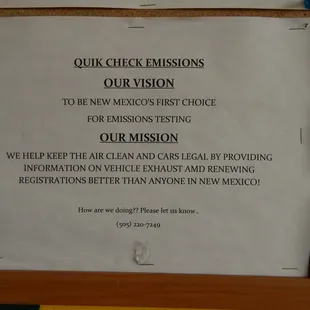 QUIK CHECK EMISSIONS
OUR VISION
TO BE NEW MEXICO'S FIRST CHOICE
FOR EMISSIONS TESTING
OUR MISSION
WE HELP KEEP THE AIR CLEAN AND CARS LEGAL BY PROVIDING
INFORMATION ON VEHICLE EXHAUST AMD RENEWING
REGISTRATIONS BETTER THAN ANYONE IN NEW MEXICO!
How are we doing?? Please let us know..
(505) 220-7249